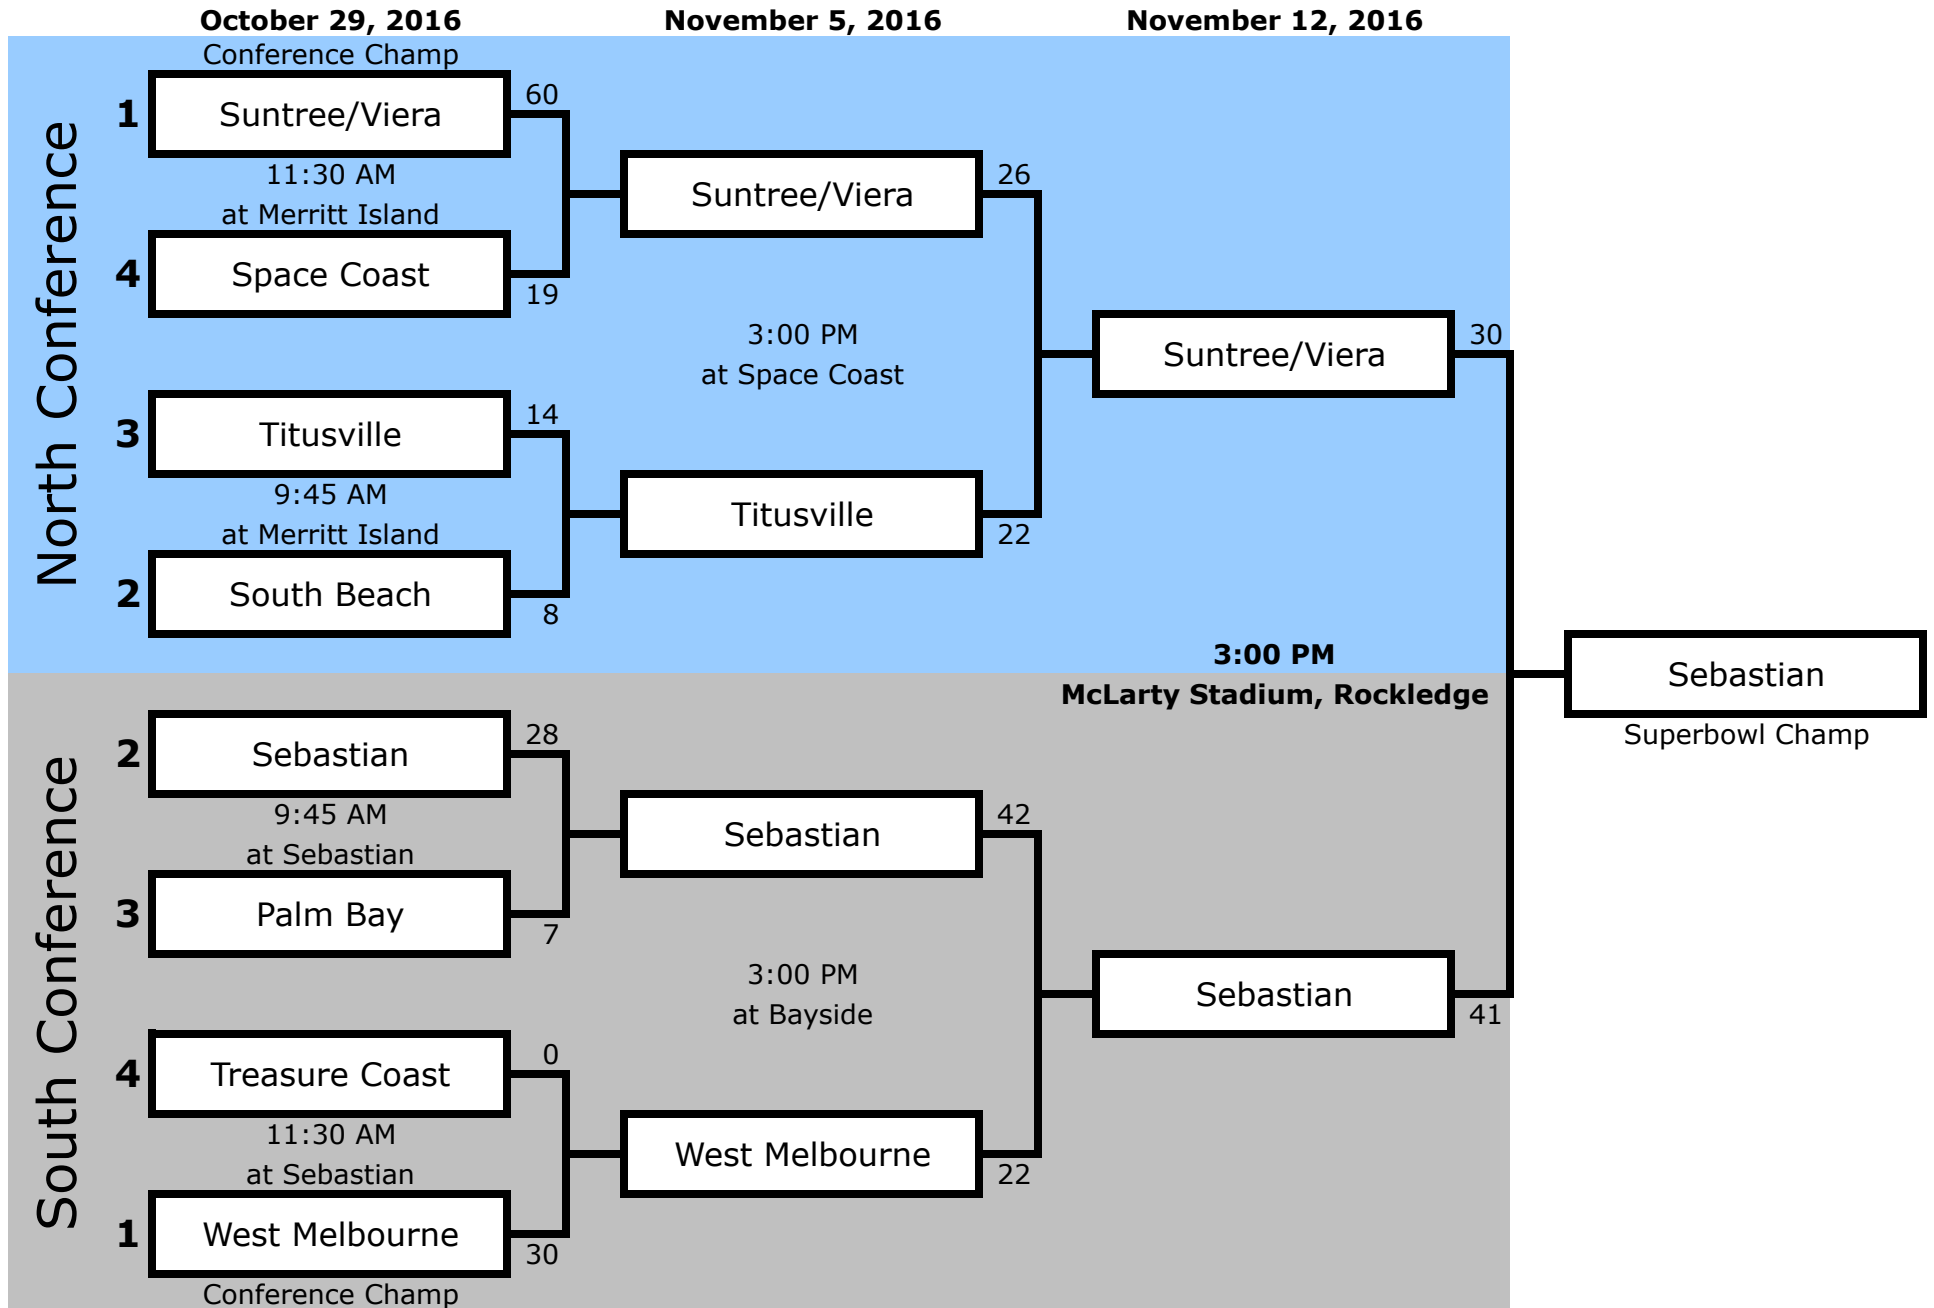 October 29, 2016
November 5, 2016
November 12, 2016
North Conference
Conference Champ
1
Suntree/Viera
60
11:30 AM
at Merritt Island
4
Space Coast
19
3
Titusville
14
9:45 AM
at Merritt Island
2
South Beach
8
Suntree/Viera
26
3:00 PM
at Space Coast
Titusville
22
Suntree/Viera
30
3:00 PM
McLarty Stadium, Rockledge
Sebastian
Superbowl Champ
South Conference
2
Sebastian
28
9:45 AM
at Sebastian
3
Palm Bay
7
4
Treasure Coast
0
11:30 AM
at Sebastian
1
West Melbourne
30
Conference Champ
Sebastian
42
3:00 PM
at Bayside
West Melbourne
22
Sebastian
41